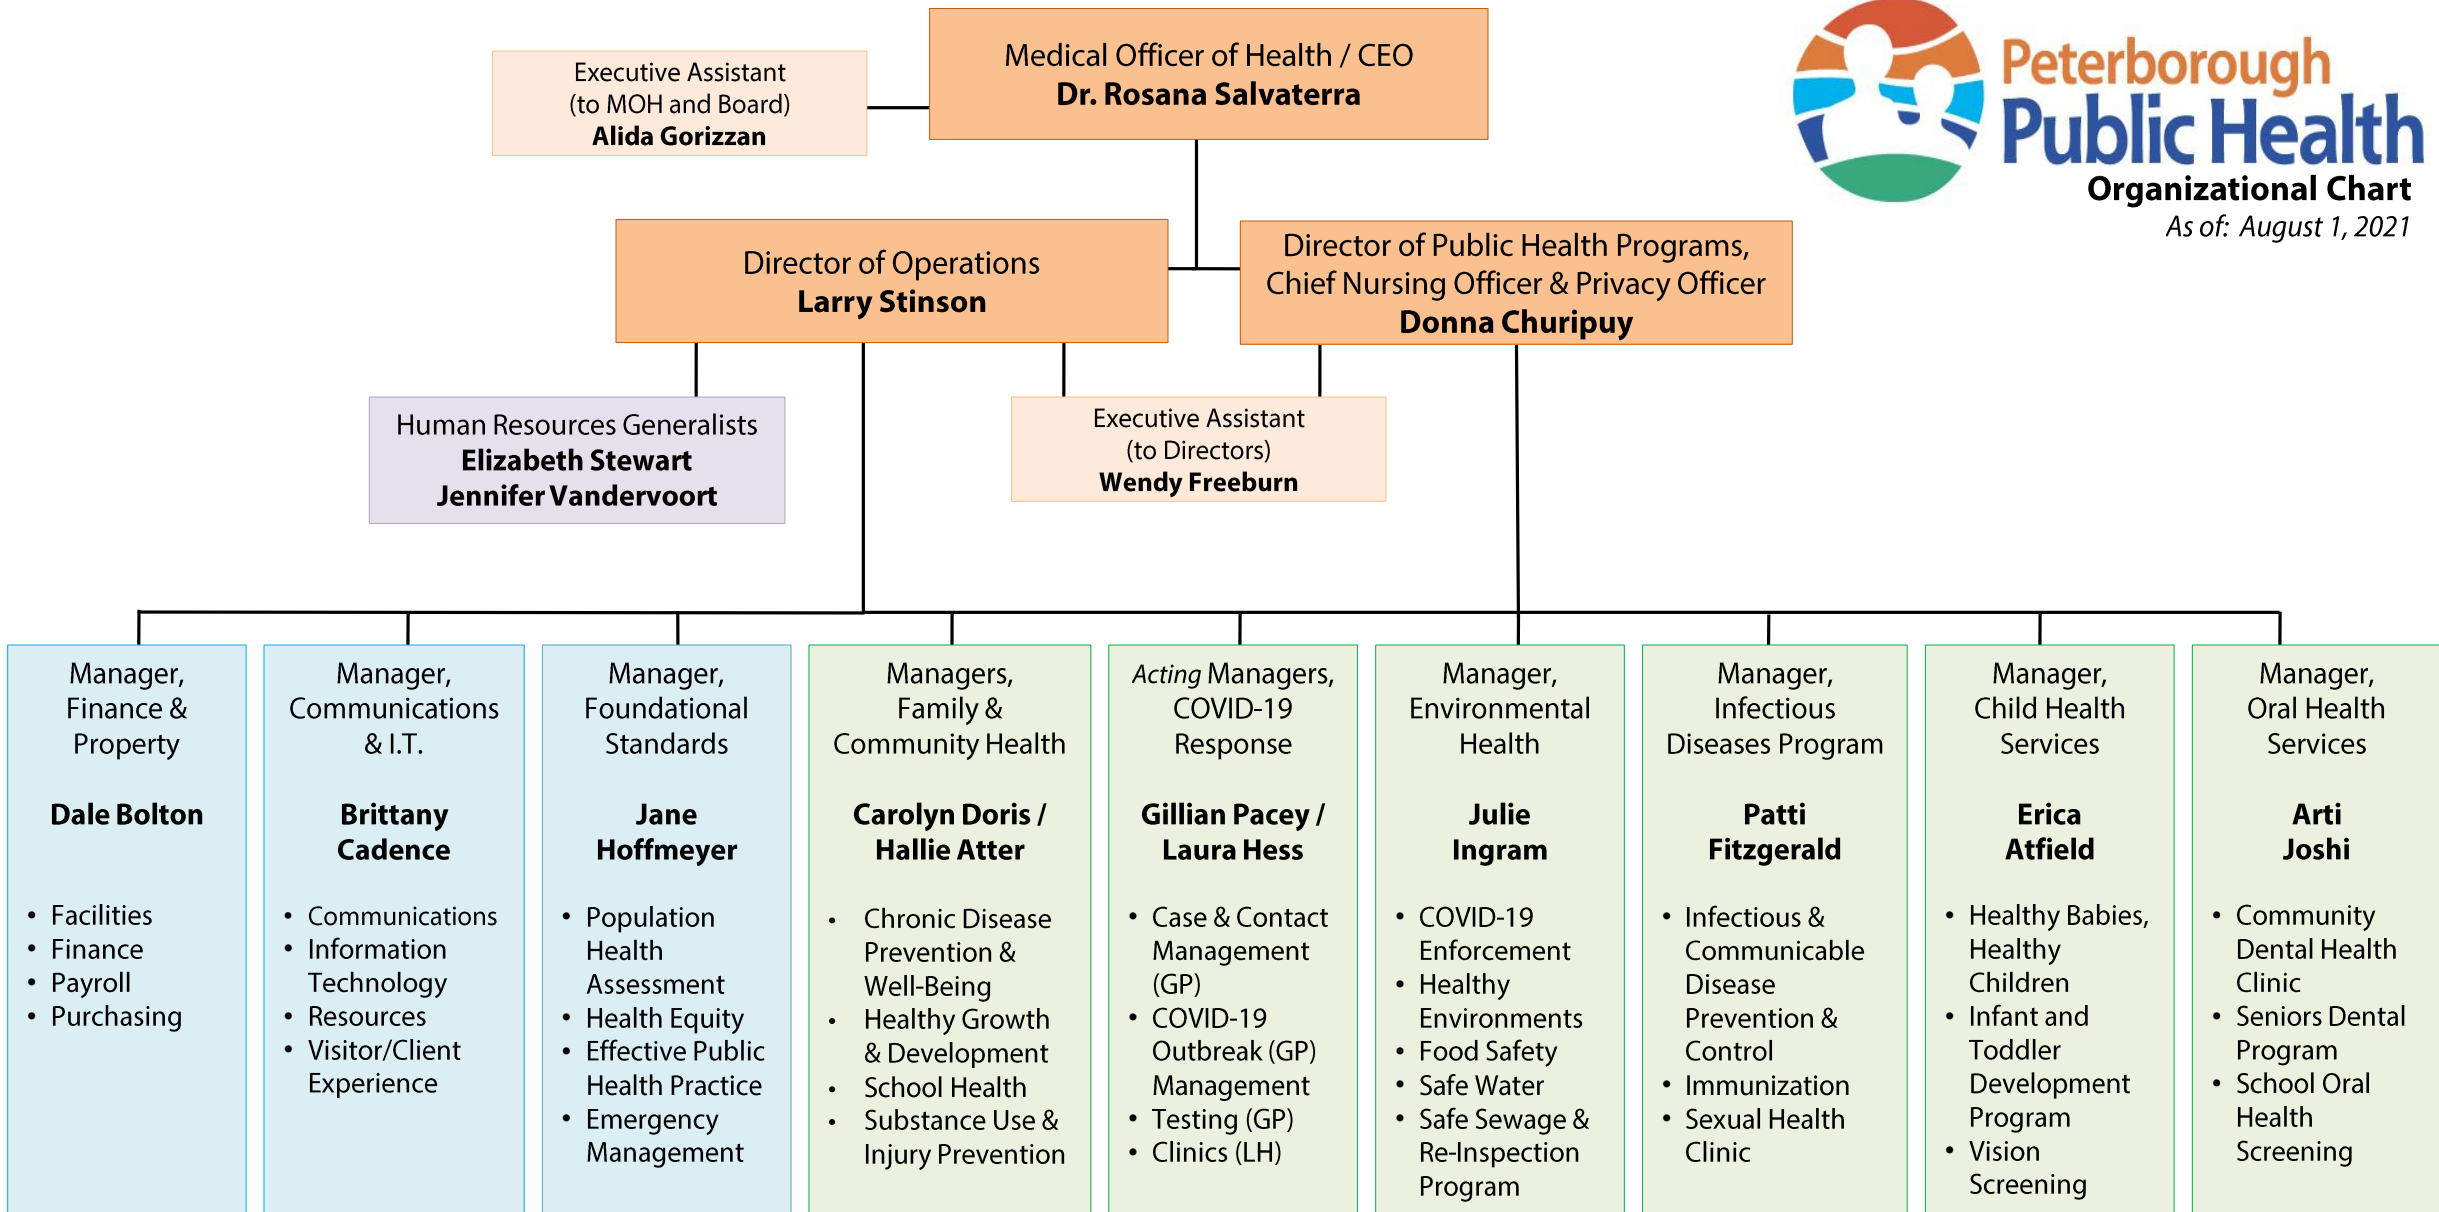 Peterborough
Public Health
Organizational Chart
As of: August 1, 2021
Medical Officer of Health / CEO
Dr. Rosana Salvaterra
Executive Assistant
(to MOH and Board)
Alida Gorizzan
Director of Operations
Larry Stinson
Director of Public Health Programs,
Chief Nursing Officer & Privacy Officer
Donna Churipuy
Human Resources Generalists
Elizabeth Stewart
Jennifer Vandervoort
Executive Assistant
(to Directors)
Wendy Freeburn
Manager,
Finance &
Property
Dale Bolton
• Facilities
• Finance
• Payroll
• Purchasing
Manager,
Communications
& I.T.
Brittany
Cadence
• Communications
• Information
Technology
• Resources
• Visitor/Client
Experience
Manager,
Foundational
Standards
Jane
Hoffmeyer
• Population
Health
Assessment
• Health Equity
• Effective Public
Health Practice
• Emergency
Management
Managers,
Family &
Community Health
Carolyn Doris /
Hallie Atter
• Chronic Disease
Prevention &
Well-Being
• Healthy Growth
& Development
• School Health
• Substance Use &
Injury Prevention
Acting Managers,
COVID-19
Response
Gillian Pacey /
Laura Hess
• Case & Contact
Management
(GP)
• COVID-19
Outbreak (GP)
Management
• Testing (GP)
• Clinics (LH)
Manager,
Environmental
Health
Julie
Ingram
• COVID-19
Enforcement
• Healthy
Environments
• Food Safety
• Safe Water
• Safe Sewage &
Re-Inspection
Program
Manager,
Infectious
Diseases Program
Patti
Fitzgerald
• Infectious &
Communicable
Disease
Prevention &
Control
• Immunization
• Sexual Health
Clinic
Manager,
Child Health
Services
Erica
Atfield
• Healthy Babies,
Healthy
Children
• Infant and
Toddler
Development
Program
• Vision
Screening
Manager,
Oral Health
Services
Arti
Joshi
• Community
Dental Health
Clinic
• Seniors Dental
Program
• School Oral
Health
Screening